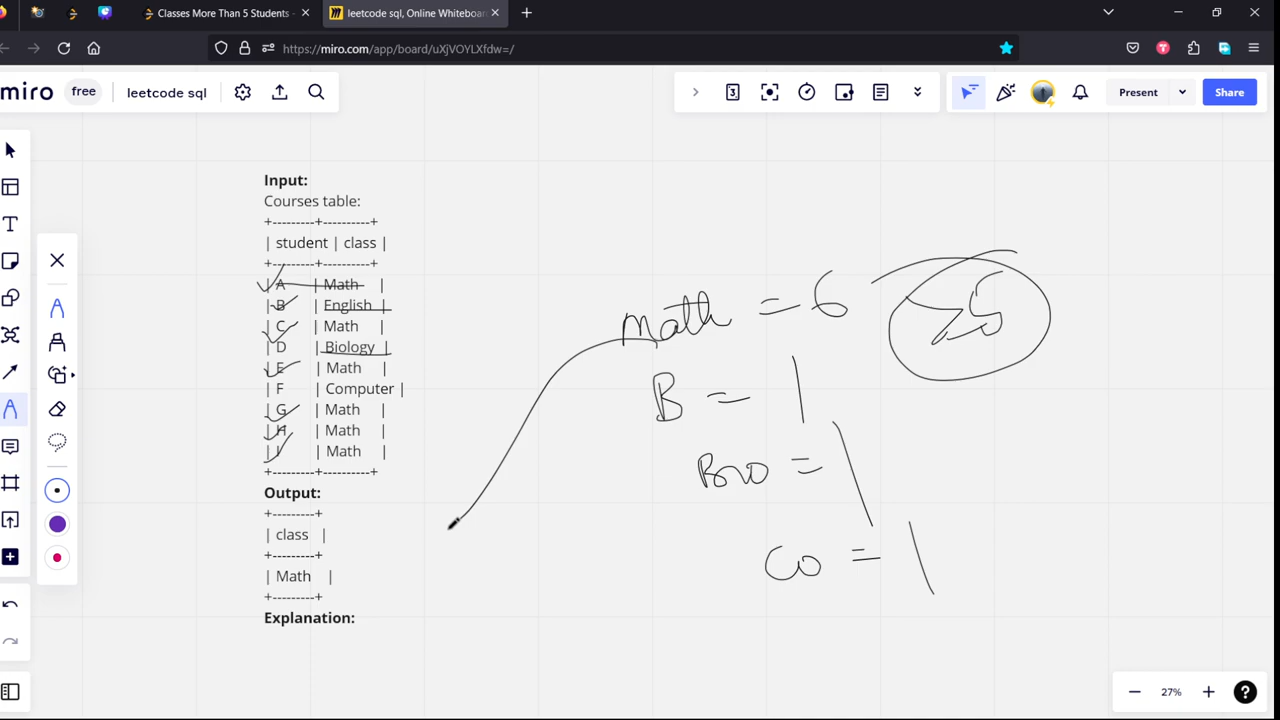 Classes More Than 5 Students -
leetcode sql, Online Whiteboard
https://miro.com/app/board/uXjVOYLXfdw=/
miro
free
leetcode sql
3
Present
Share
Input:
Courses table:
+---------+----------+
| student | class |
+---------+----------+
| A | Math |
| B | English |
| C | Math |
| D | Biology |
| E | Math |
| F | Computer |
| G | Math |
| H | Math |
| I | Math |
+---------+----------+
Output:
+---------+
| class |
+---------+
| Math |
+---------+
Explanation:
math = 6
≥5
B = 1
Bio = 1
Co = 1
27%